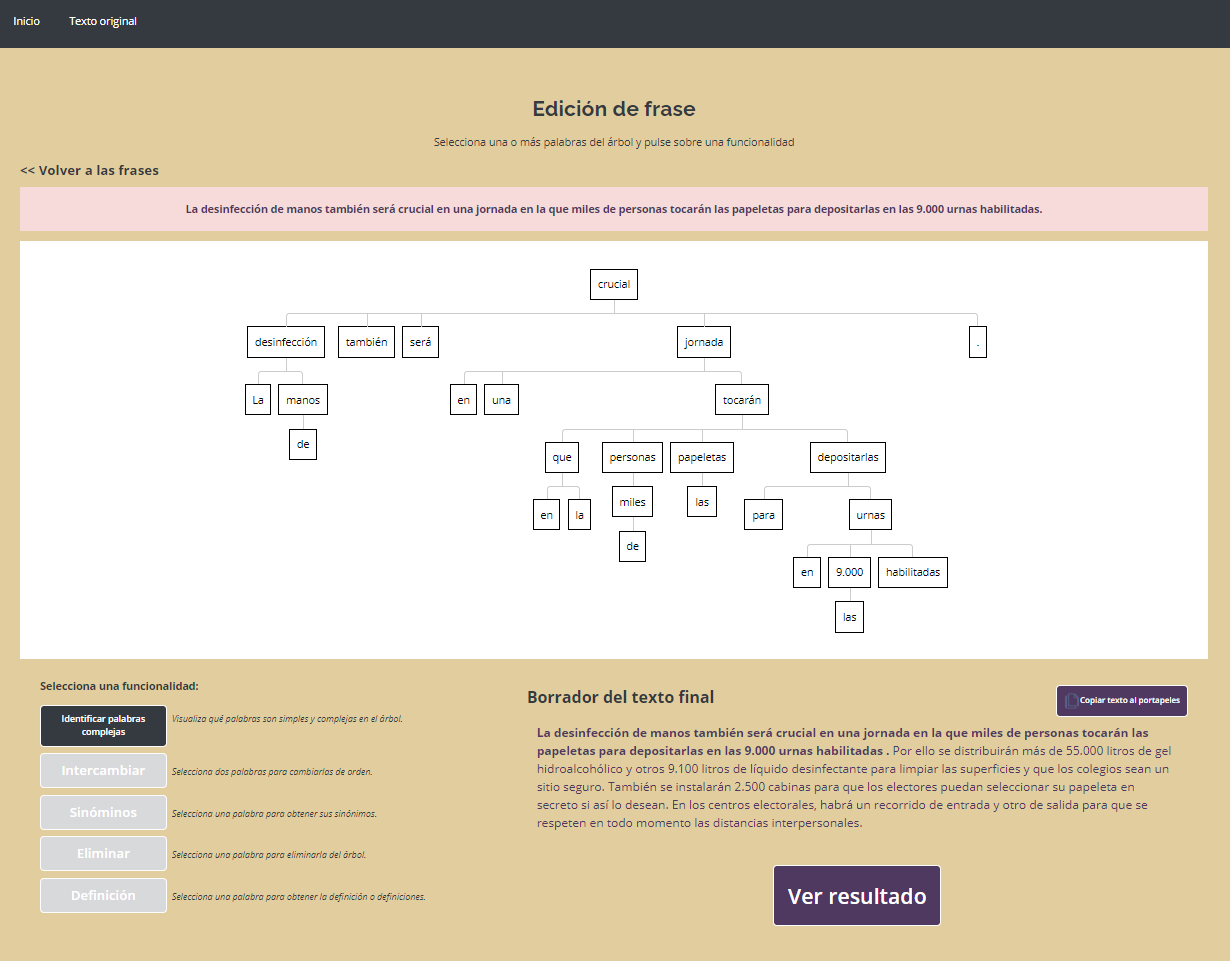 Inicio Texto original
Edición de frase
Selecciona una o más palabras del árbol y pulse sobre una funcionalidad
<< Volver a las frases
La desinfección de manos también será crucial en una jornada en la que miles de personas tocarán las papeletas para depositarlas en las 9.000 urnas habilitadas.
crucial
desinfección también será jornada .
La manos en una tocarán
de
que personas papeletas depositarlas
en la miles las para urnas
de
en 9.000 habilitadas
las
Selecciona una funcionalidad:
Identificar palabras
complejas
Visualiza qué palabras son simples y complejas en el árbol.
Intercambiar Selecciona dos palabras para cambiarlas de orden.
Sinóminos Selecciona una palabra para obtener sus sinónimos.
Eliminar Selecciona una palabra para eliminarla del árbol.
Definición Selecciona una palabra para obtener la definición o definiciones.
Borrador del texto final
Copiar texto al portapeles
La desinfección de manos también será crucial en una jornada en la que miles de personas tocarán las
papeletas para depositarlas en las 9.000 urnas habilitadas . Por ello se distribuirán más de 55.000 litros de gel
hidroalcohólico y otros 9.100 litros de líquido desinfectante para limpiar las superficies y que los colegios sean un
sitio seguro. También se instalarán 2.500 cabinas para que los electores puedan seleccionar su papeleta en
secreto si así lo desean. En los centros electorales, habrá un recorrido de entrada y otro de salida para que se
respeten en todo momento las distancias interpersonales.
Ver resultado